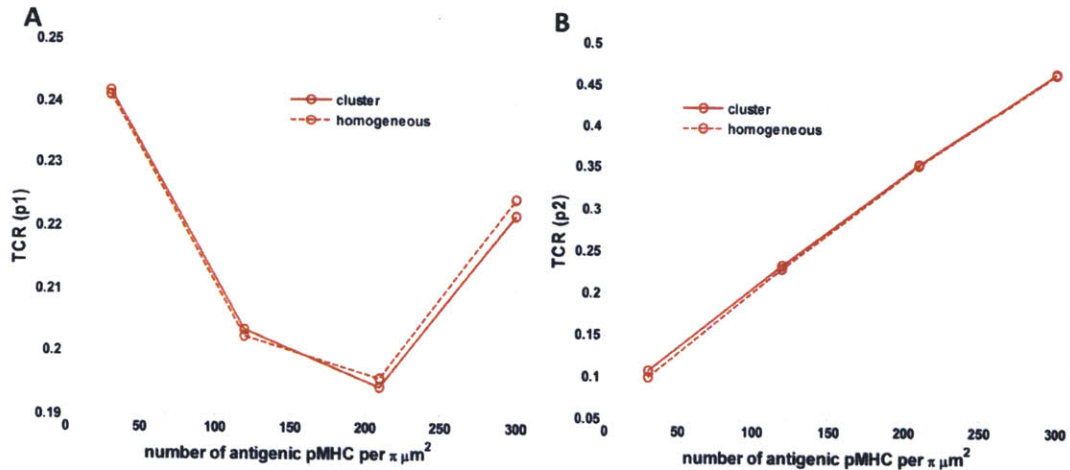 A
0.25
0.24
0.23
0.22
0.21
0.2
0.19
TCR (p1)
cluster
homogeneous
0 50 100 150 200 250 300
number of antigenic pMHC per π μm²
B
0.5
0.45
0.4
0.35
0.3
0.25
0.2
0.15
0.1
0.05
TCR (p2)
cluster
homogeneous
0 50 100 150 200 250 300
number of antigenic pMHC per π μm²